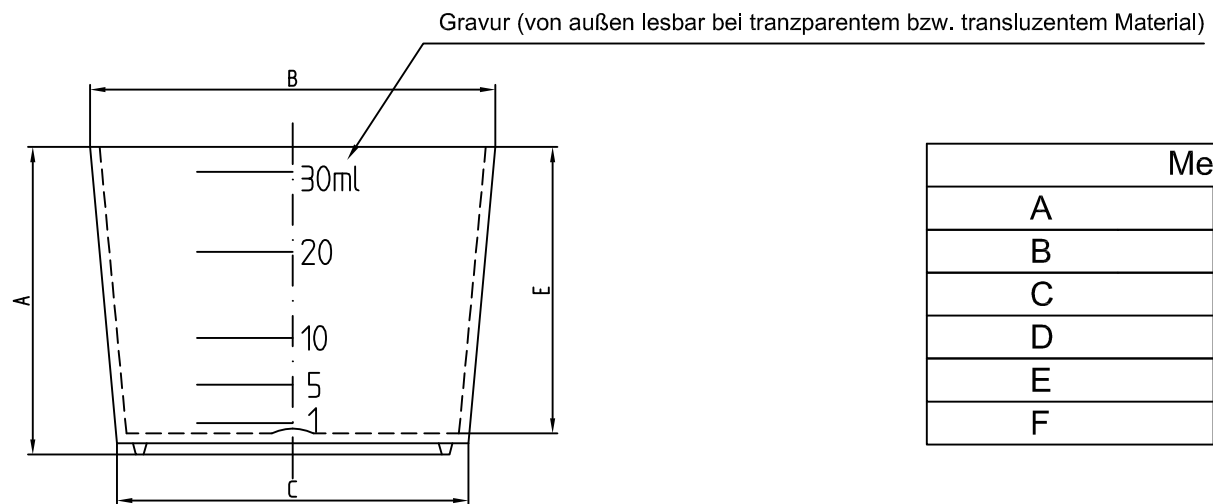 Gravur (von außen lesbar bei tranzparentem bzw. transluzentem Material)
B
30ml
20
10
5
1
A
E
C
Me
A
B
C
D
E
F